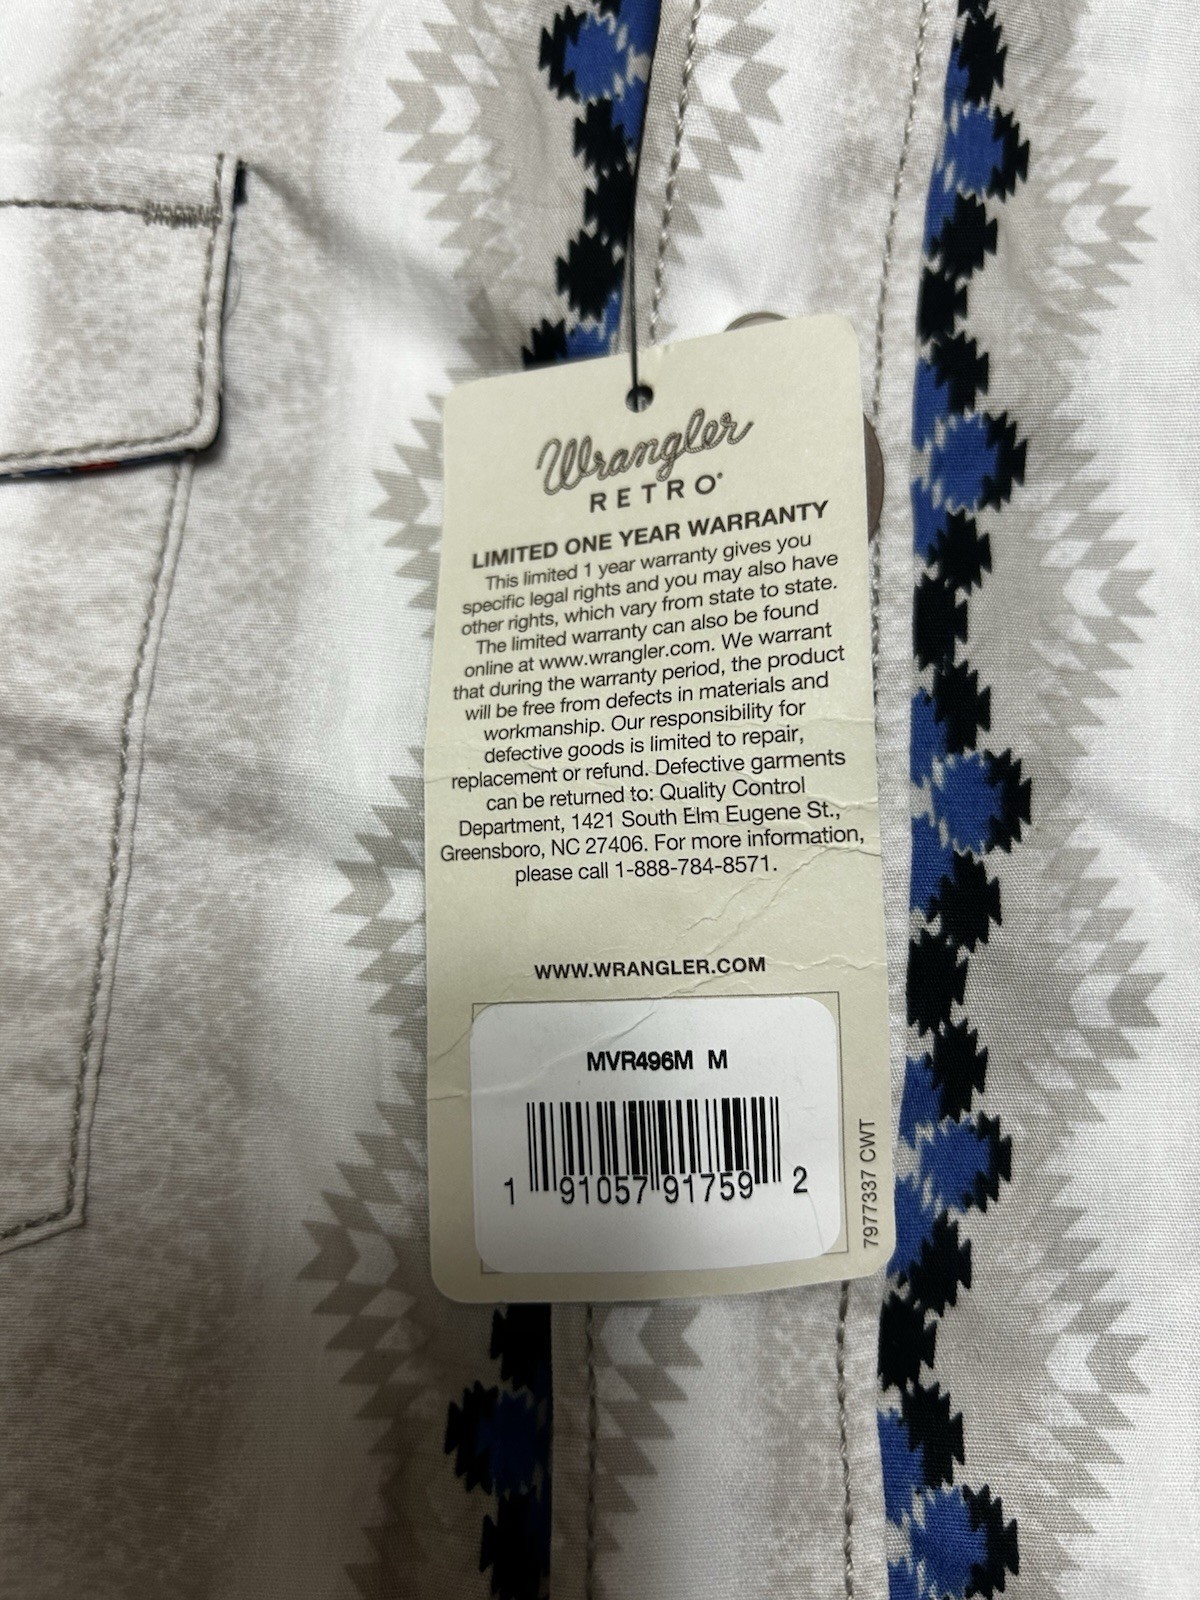 Wrangler
RETRO®
LIMITED ONE YEAR WARRANTY
This limited 1 year warranty gives you
specific legal rights and you may also have
other rights, which vary from state to state.
The limited warranty can also be found
online at www.wrangler.com. We warrant
that during the warranty period, the product
will be free from defects in materials and
workmanship. Our responsibility for
defective goods is limited to repair,
replacement or refund. Defective garments
can be returned to: Quality Control
Department, 1421 South Elm Eugene St.,
Greensboro, NC 27406. For more information,
please call 1-888-784-8571.
WWW.WRANGLER.COM
MVR496M M
1 91057 91759 2
7977337 CWT